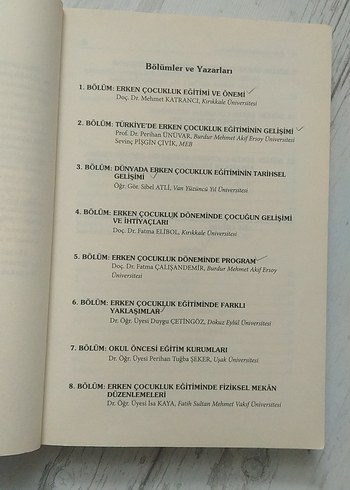 Bölümler ve Yazarları
1. BÖLÜM: ERKEN ÇOCUKLUK EĞİTİMİ VE ÖNEMİ
Doç. Dr. Mehmet KATRANCI, Kırıkkale Üniversitesi
2. BÖLÜM: TÜRKİYE'DE ERKEN ÇOCUKLUK EĞİTİMİNİN GELİŞİMİ
Prof. Dr. Perihan ÜNÜVAR, Burdur Mehmet Akif Ersoy Üniversitesi
Sevinç PİŞGİN ÇİVİK, MEB
3. BÖLÜM: DÜNYADA ERKEN ÇOCUKLUK EĞİTİMİNİN TARİHSEL
GELİŞİMİ
Öğr. Gör. Sibel ATLİ, Van Yüzüncü Yıl Üniversitesi
4. BÖLÜM: ERKEN ÇOCUKLUK DÖNEMİNDE ÇOCUĞUN GELİŞİMİ
VE İHTİYAÇLARI
Doç. Dr. Fatma ELİBOL, Kırıkkale Üniversitesi
5. BÖLÜM: ERKEN ÇOCUKLUK DÖNEMİNDE PROGRAM
Doç. Dr. Fatma ÇALIŞANDEMİR, Burdur Mehmet Akif Ersoy
Üniversitesi
6. BÖLÜM: ERKEN ÇOCUKLUK EĞİTİMİNDE FARKLI
YAKLAŞIMLAR
Dr. Öğr. Üyesi Duygu ÇETİNGÖZ, Dokuz Eylül Üniversitesi
7. BÖLÜM: OKUL ÖNCESİ EĞİTİM KURUMLARI
Dr. Öğr. Üyesi Perihan Tuğba ŞEKER, Uşak Üniversitesi
8. BÖLÜM: ERKEN ÇOCUKLUK EĞİTİMİNDE FİZİKSEL MEKÂN
DÜZENLEMELERİ
Dr. Öğr. Üyesi İsa KAYA, Fatih Sultan Mehmet Vakıf Üniversitesi